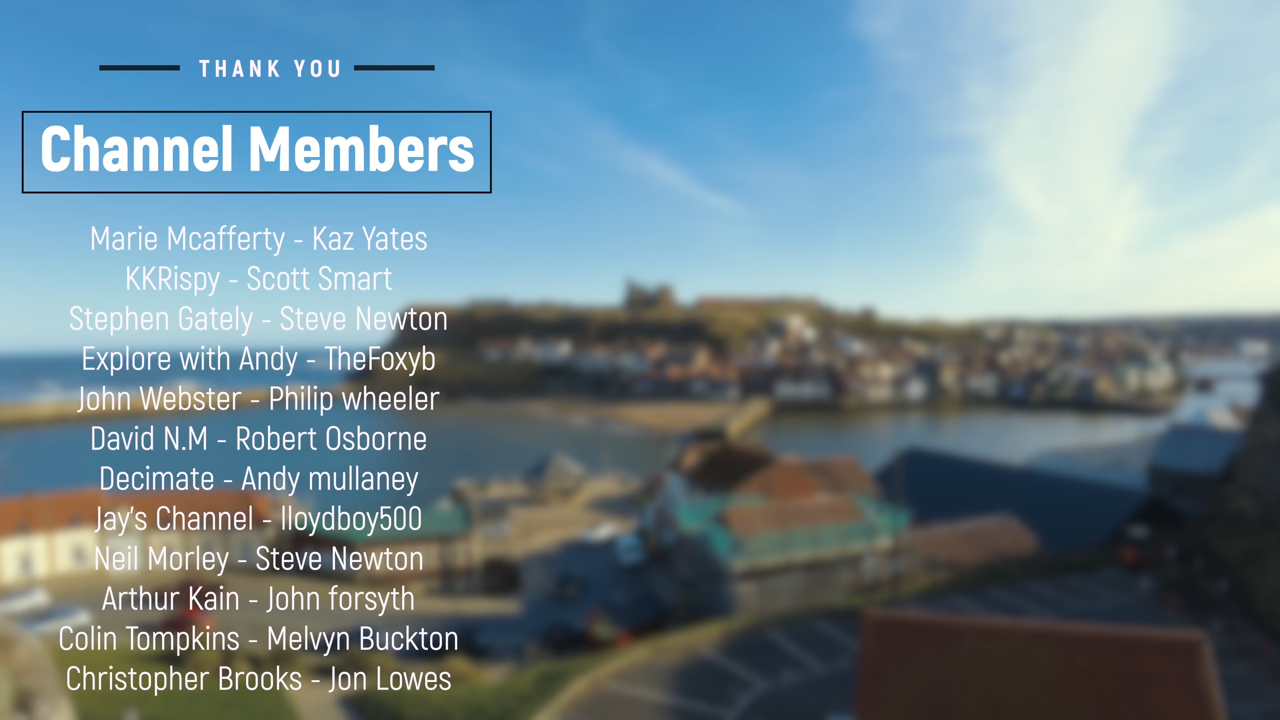 THANK YOU
Channel Members
Marie Mcafferty - Kaz Yates
KKRispy - Scott Smart
Stephen Gately - Steve Newton
Explore with Andy - TheFoxyb
John Webster - Philip wheeler
David N.M - Robert Osborne
Decimate - Andy mullaney
Jay's Channel - lloydboy500
Neil Morley - Steve Newton
Arthur Kain - John forsyth
Colin Tompkins - Melvyn Buckton
Christopher Brooks - Jon Lowes